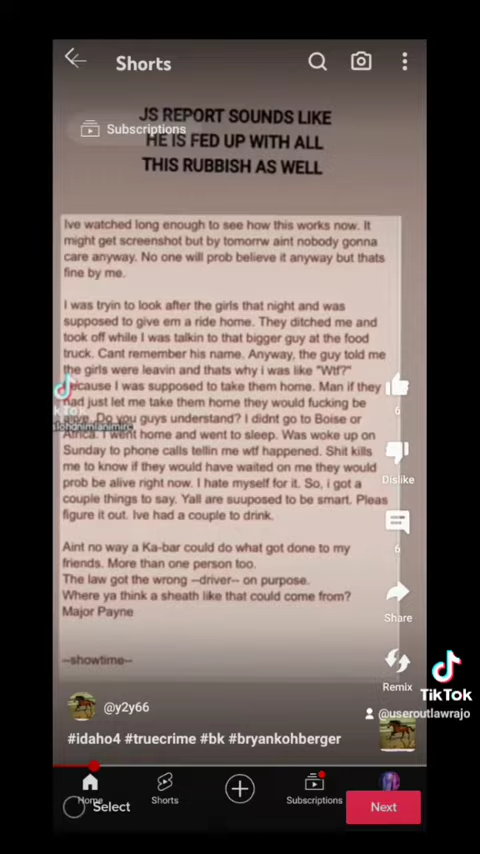 Shorts
Subscriptions
JS REPORT SOUNDS LIKE
HE IS FED UP WITH ALL
THIS RUBBISH AS WELL
Ive watched long enough to see how this works now. It
might get screenshot but by tomorrw aint nobody gonna
care anyway. No one will prob believe it anyway but thats
fine by me.
I was tryin to look after the girls that night and was
supposed to give em a ride home. They ditched me and
took off while I was talkin to that bigger guy at the food
truck. Cant remember his name. Anyway, the guy told me
the girls were leavin and thats why i was like "Wtf?"
because I was supposed to take them home. Man if they
had just let me take them home they would fucking be
alive. Do you guys understand? I didnt go to Boise or
Africa. I went home and went to sleep. Was woke up on
Sunday to phone calls tellin me wtf happened. Shit kills
me to know if they would have waited on me they would
prob be alive right now. I hate myself for it. So, i got a
couple things to say. Yall are suuposed to be smart. Pleas
figure it out. Ive had a couple to drink.
Aint no way a Ka-bar could do what got done to my
friends. More than one person too.
The law got the wrong --driver-- on purpose.
Where ya think a sheath like that could come from?
Major Payne
--showtime--
6
Dislike
6
Share
Remix
TikTok
@useroutlawrajo
@y2y66
#idaho4 #truecrime #bk #bryankohberger
Home
Shorts
Subscriptions
Select
Next